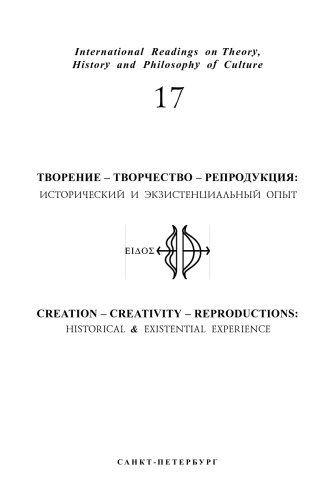 International Readings on Theory,
History and Philosophy of Culture
17
ТВОРЕНИЕ – ТВОРЧЕСТВО – РЕПРОДУКЦИЯ:
ИСТОРИЧЕСКИЙ И ЭКЗИСТЕНЦИАЛЬНЫЙ ОПЫТ
ΕΙΔΟΣ
CREATION – CREATIVITY – REPRODUCTIONS:
HISTORICAL & EXISTENTIAL EXPERIENCE
САНКТ-ПЕТЕРБУРГ